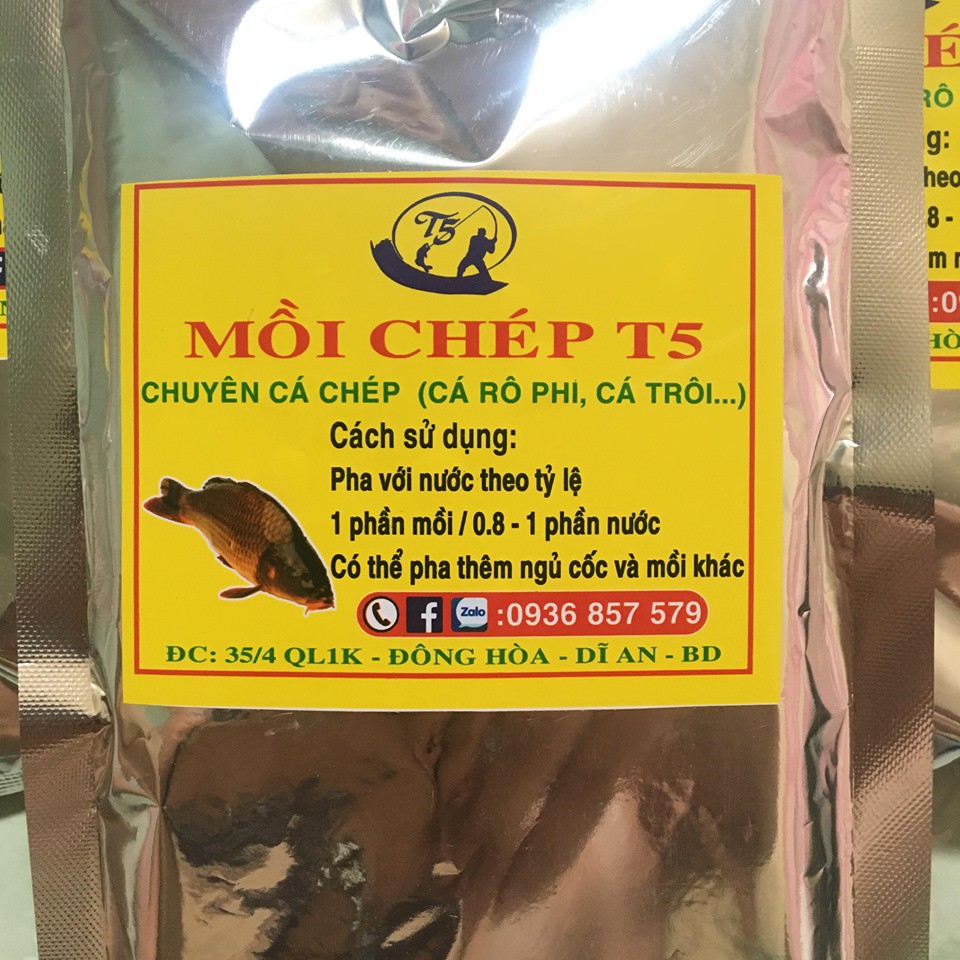 T5
MỒI CHÉP T5
CHUYÊN CÁ CHÉP (CÁ RÔ PHI, CÁ TRÔI...)
Cách sử dụng:
Pha với nước theo tỷ lệ
1 phần mồi / 0.8 - 1 phần nước
Có thể pha thêm ngủ cốc và mồi khác
Zalo :0936 857 579
ĐC: 35/4 QL1K - ĐÔNG HÒA - DĨ AN - BD